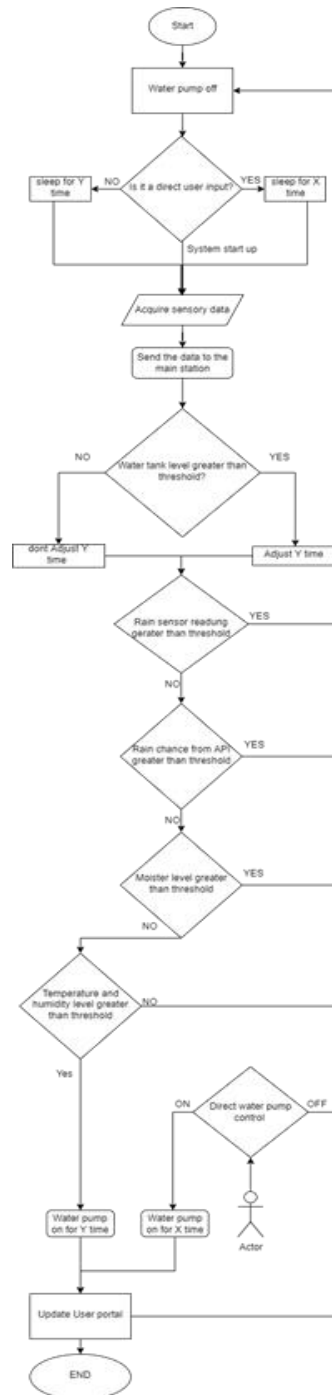 Start
Water pump off
Is it a direct user input?
NO
YES
sleep for Y
time
sleep for X
time
System start up
Acquire sensory data
Send the data to the
main station
NO
YES
Water tank level greater than
threshold?
dont Adjust Y
time
Adjust Y time
Rain sensor readung
gerater than threshold
YES
NO
Rain chance from API
greater than threshold
YES
NO
Moister level greater
than threshold
YES
NO
Temperature and
humidity level greater
than threshold
NO
Yes
Direct water pump
control
ON
OFF
Actor
Water pump
on for Y time
Water pump
on for X time
Update User portal
END